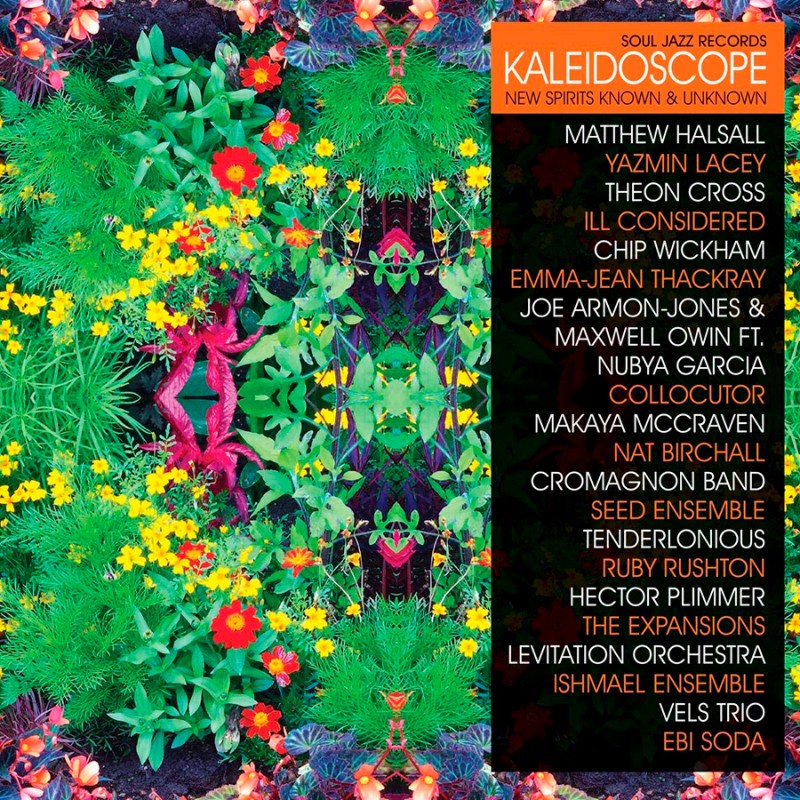 SOUL JAZZ RECORDS
KALEIDOSCOPE
NEW SPIRITS KNOWN & UNKNOWN
MATTHEW HALSALL
YAZMIN LACEY
THEON CROSS
ILL CONSIDERED
CHIP WICKHAM
EMMA-JEAN THACKRAY
JOE ARMON-JONES &
MAXWELL OWIN FT.
NUBYA GARCIA
COLLOCUTOR
MAKAYA MCCRAVEN
NAT BIRCHALL
CROMAGNON BAND
SEED ENSEMBLE
TENDERLONIOUS
RUBY RUSHTON
HECTOR PLIMMER
THE EXPANSIONS
LEVITATION ORCHESTRA
ISHMAEL ENSEMBLE
VELS TRIO
EBI SODA